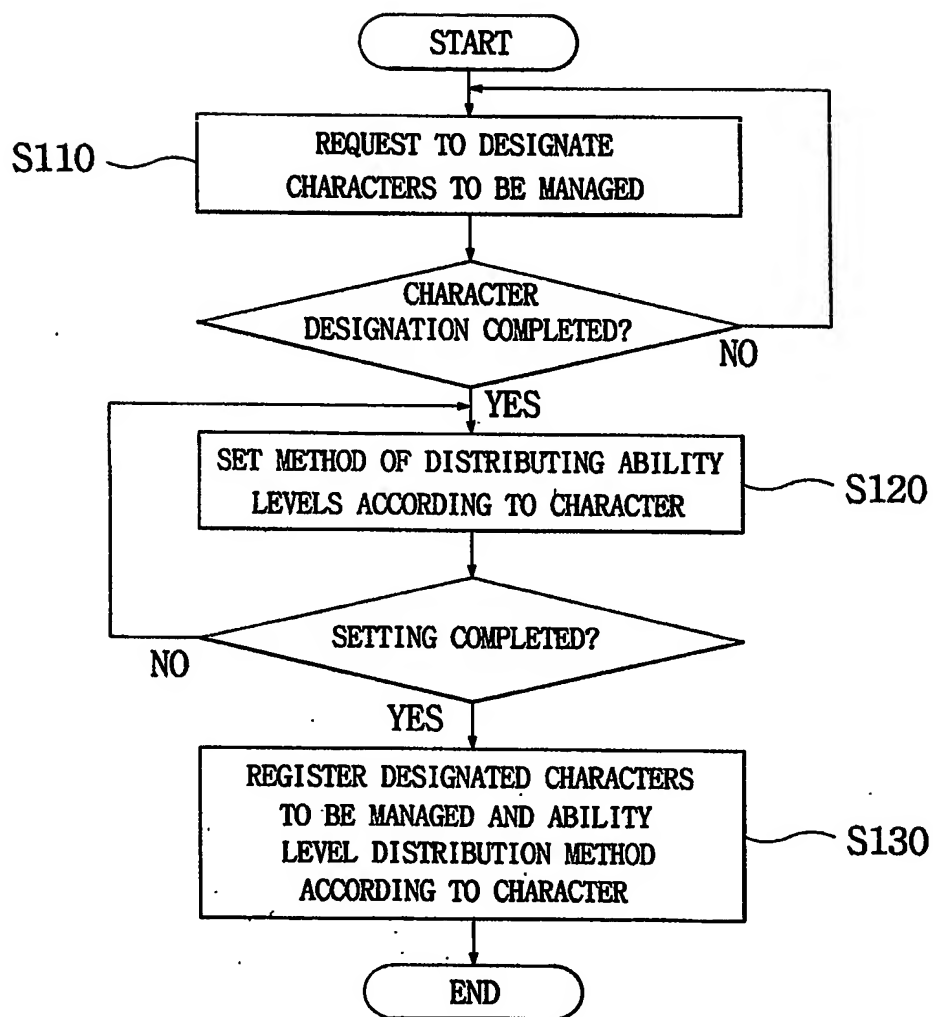 START
S110
REQUEST TO DESIGNATE
CHARACTERS TO BE MANAGED
CHARACTER
DESIGNATION COMPLETED?
NO
YES
SET METHOD OF DISTRIBUTING ABILITY
LEVELS ACCORDING TO CHARACTER
S120
SETTING COMPLETED?
NO
YES
REGISTER DESIGNATED CHARACTERS
TO BE MANAGED AND ABILITY
LEVEL DISTRIBUTION METHOD
ACCORDING TO CHARACTER
S130
END